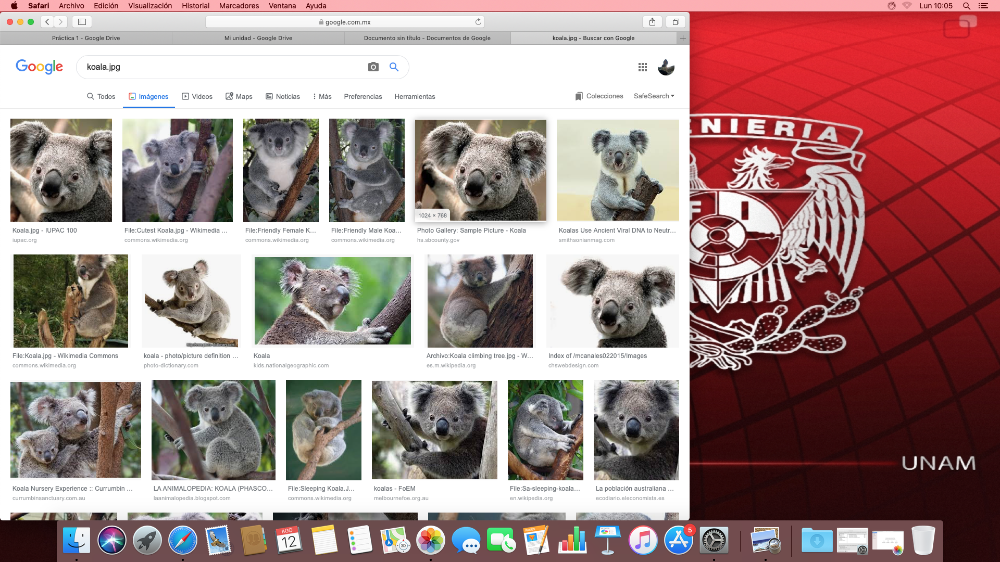 Safari Archivo Edición Visualización Historial Marcadores Ventana Ayuda Lun 10:05
google.com.mx
Práctica 1 - Google Drive Mi unidad - Google Drive Documento sin título - Documentos de Google koala.jpg - Buscar con Google
Google koala.jpg
Todos Imágenes Videos Maps Noticias Más Preferencias Herramientas Colecciones SafeSearch
NIERIA
1024 × 768
Koala.jpg - IUPAC 100 File:Cutest Koala.jpg - Wikimedia ... File:Friendly Female K... File:Friendly Male Koa... Photo Gallery: Sample Picture - Koala Koalas Use Ancient Viral DNA to Neutr...
iupac.org commons.wikimedia.org commons.wikimedia.org commons.wikimedia.org hs.sbcounty.gov smithsonianmag.com
F I
http://www.photo-dictionary.com
File:Koala.jpg - Wikimedia Commons koala - photo/picture definition ... Koala Archivo:Koala climbing tree.jpg - W... Index of /mcanales022015/Images
commons.wikimedia.org photo-dictionary.com kids.nationalgeographic.com es.m.wikipedia.org chswebdesign.com
UNAM
Koala Nursery Experience :: Currumbin ... LA ANIMALOPEDIA: KOALA (PHASCO... File:Sleeping Koala.J... koalas - FoEM File:Sa-sleeping-koala... La población australiana ...
currumbinsanctuary.com.au laanimalopedia.blogspot.com commons.wikimedia.org melbournefoe.org.au en.wikipedia.org ecodiario.eleconomista.es
AGO
12
3D
PAGES
5